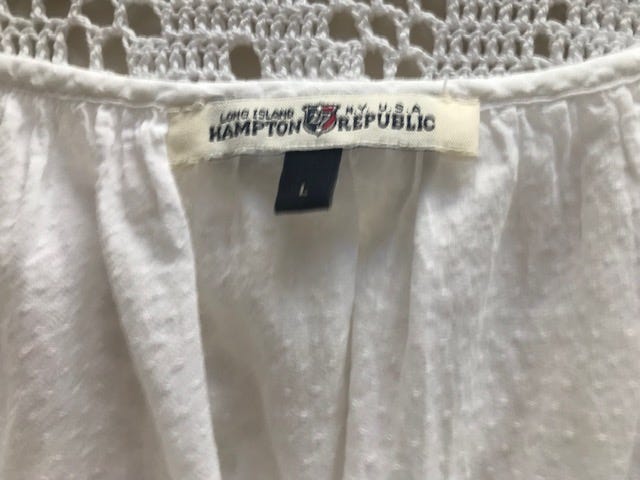 LONG ISLAND N.Y. U.S.A
HAMPTON REPUBLIC
L